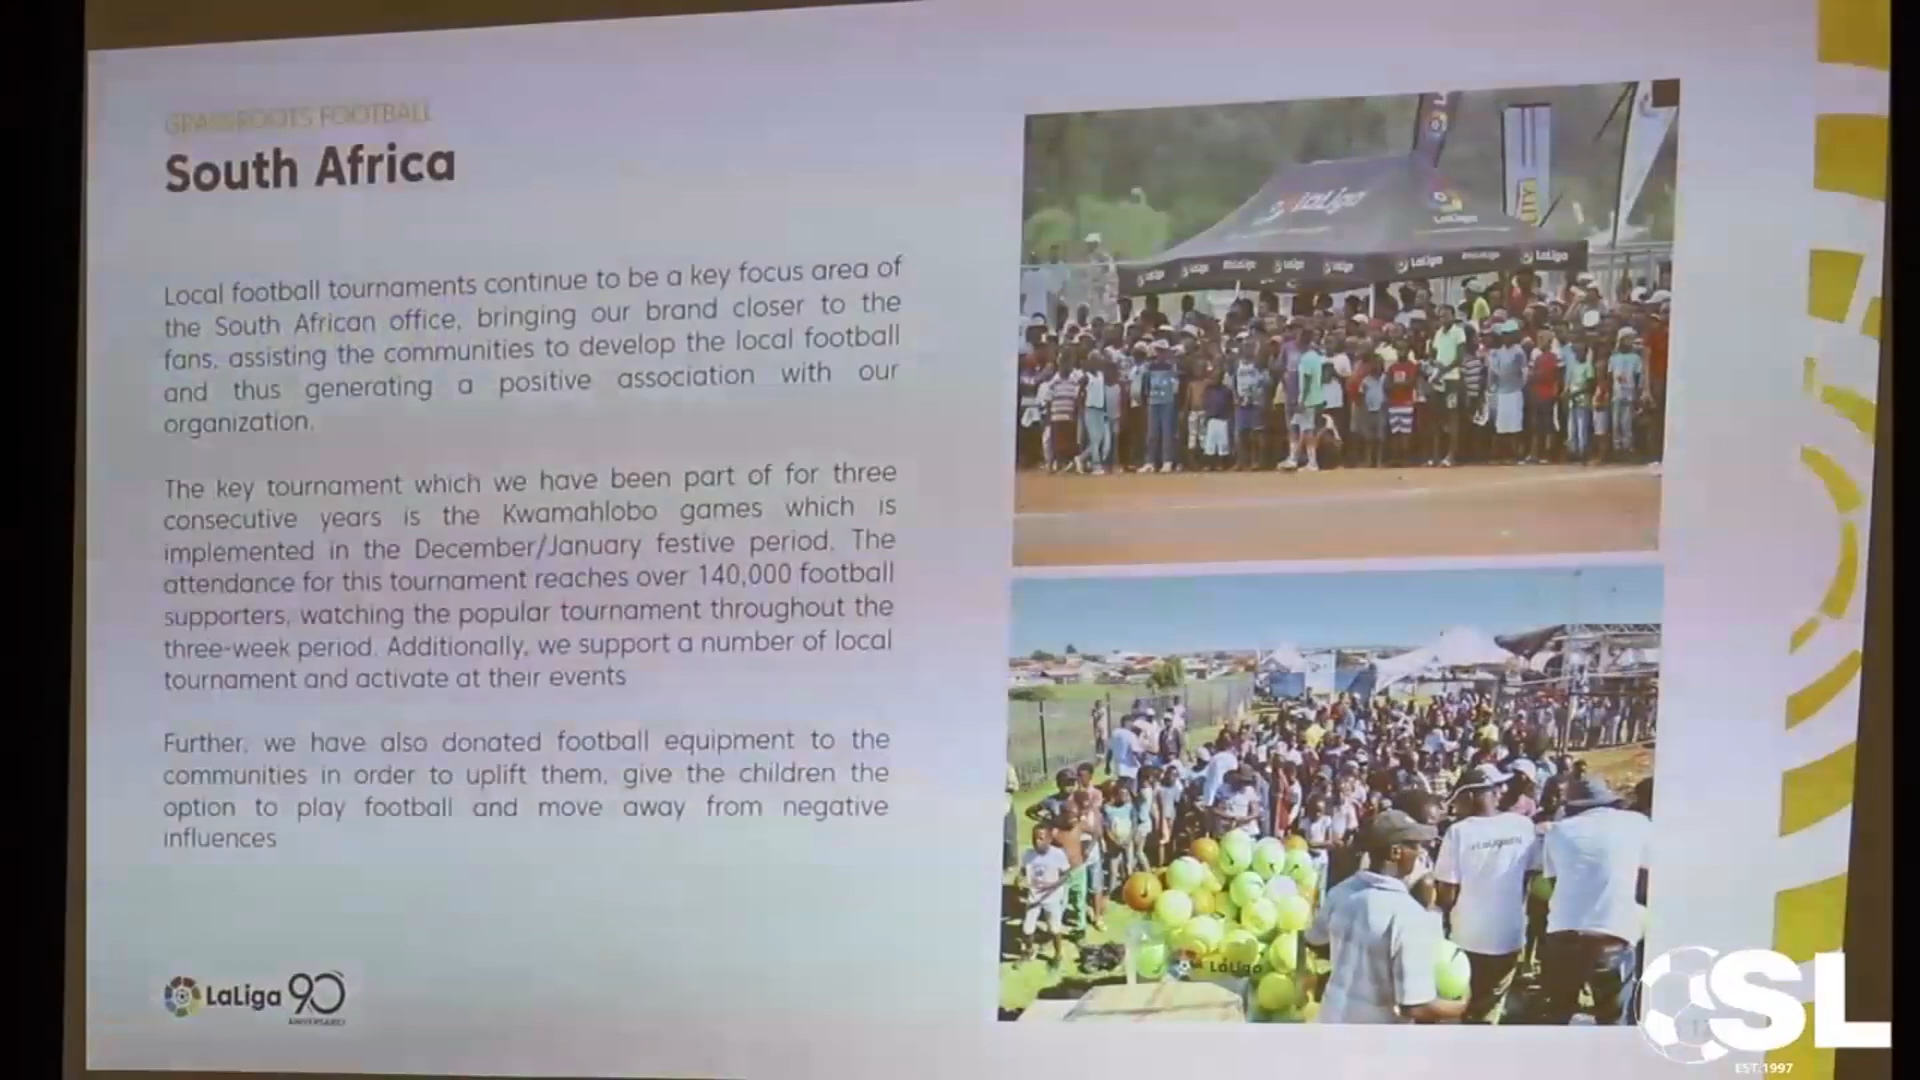 GRASSROOTS FOOTBALL
South Africa
Local football tournaments continue to be a key focus area of
the South African office, bringing our brand closer to the
fans, assisting the communities to develop the local football
and thus generating a positive association with our
organization.
The key tournament which we have been part of for three
consecutive years is the Kwamahlobo games which is
implemented in the December/January festive period. The
attendance for this tournament reaches over 140,000 football
supporters, watching the popular tournament throughout the
three-week period. Additionally, we support a number of local
tournament and activate at their events
Further, we have also donated football equipment to the
communities in order to uplift them, give the children the
option to play football and move away from negative
influences
LaLiga 90
ANIVERSARIO
LaLiga
LaLiga
LaLiga
LaLiga
LaLiga
CSL
EST.1997